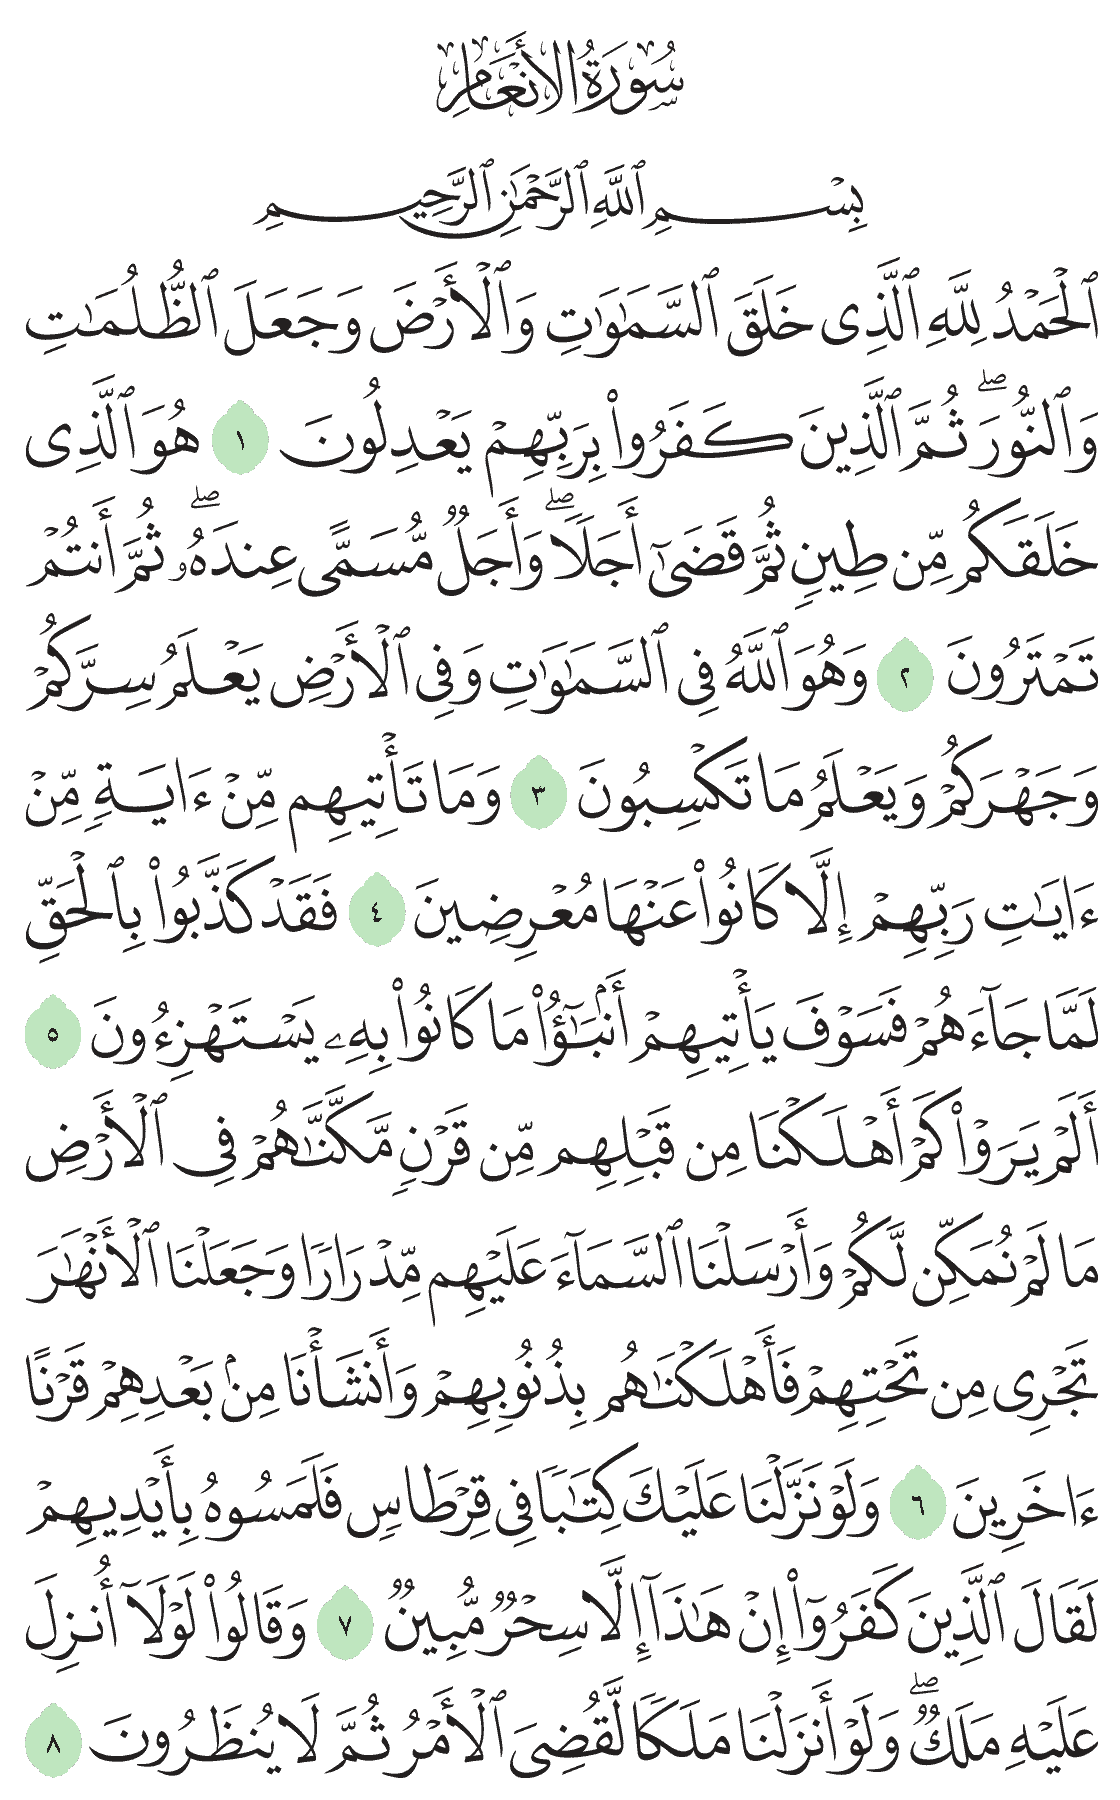 سُورَةُ الأَنْعَامِ
بِسْمِ ٱللَّهِ ٱلرَّحْمَٰنِ ٱلرَّحِيمِ
ٱلْحَمْدُ لِلَّهِ ٱلَّذِى خَلَقَ ٱلسَّمَٰوَٰتِ وَٱلْأَرْضَ وَجَعَلَ ٱلظُّلُمَٰتِ
وَٱلنُّورَ ۖ ثُمَّ ٱلَّذِينَ كَفَرُوا۟ بِرَبِّهِمْ يَعْدِلُونَ ١ هُوَ ٱلَّذِى
خَلَقَكُم مِّن طِينٍ ثُمَّ قَضَىٰٓ أَجَلًا ۖ وَأَجَلٌ مُّسَمًّى عِندَهُۥ ۖ ثُمَّ أَنتُمْ
تَمْتَرُونَ ٢ وَهُوَ ٱللَّهُ فِى ٱلسَّمَٰوَٰتِ وَفِى ٱلْأَرْضِ يَعْلَمُ سِرَّكُمْ
وَجَهْرَكُمْ وَيَعْلَمُ مَا تَكْسِبُونَ ٣ وَمَا تَأْتِيهِم مِّنْ ءَايَةٍ مِّنْ
ءَايَٰتِ رَبِّهِمْ إِلَّا كَانُوا۟ عَنْهَا مُعْرِضِينَ ٤ فَقَدْ كَذَّبُوا۟ بِٱلْحَقِّ
لَمَّا جَآءَهُمْ فَسَوْفَ يَأْتِيهِمْ أَنۢبَٰٓؤُا۟ مَا كَانُوا۟ بِهِۦ يَسْتَهْزِءُونَ ٥
أَلَمْ يَرَوْا۟ كَمْ أَهْلَكْنَا مِن قَبْلِهِم مِّن قَرْنٍ مَّكَّنَّٰهُمْ فِى ٱلْأَرْضِ
مَا لَمْ نُمَكِّن لَّكُمْ وَأَرْسَلْنَا ٱلسَّمَآءَ عَلَيْهِم مِّدْرَارًا وَجَعَلْنَا ٱلْأَنْهَٰرَ
تَجْرِى مِن تَحْتِهِمْ فَأَهْلَكْنَٰهُم بِذُنُوبِهِمْ وَأَنشَأْنَا مِنۢ بَعْدِهِمْ قَرْنًا
ءَاخَرِينَ ٦ وَلَوْ نَزَّلْنَا عَلَيْكَ كِتَٰبًا فِى قِرْطَاسٍ فَلَمَسُوهُ بِأَيْدِيهِمْ
لَقَالَ ٱلَّذِينَ كَفَرُوٓا۟ إِنْ هَٰذَآ إِلَّا سِحْرٌ مُّبِينٌ ٧ وَقَالُوا۟ لَوْلَآ أُنزِلَ
عَلَيْهِ مَلَكٌ ۖ وَلَوْ أَنزَلْنَا مَلَكًا لَّقُضِىَ ٱلْأَمْرُ ثُمَّ لَا يُنظَرُونَ ٨